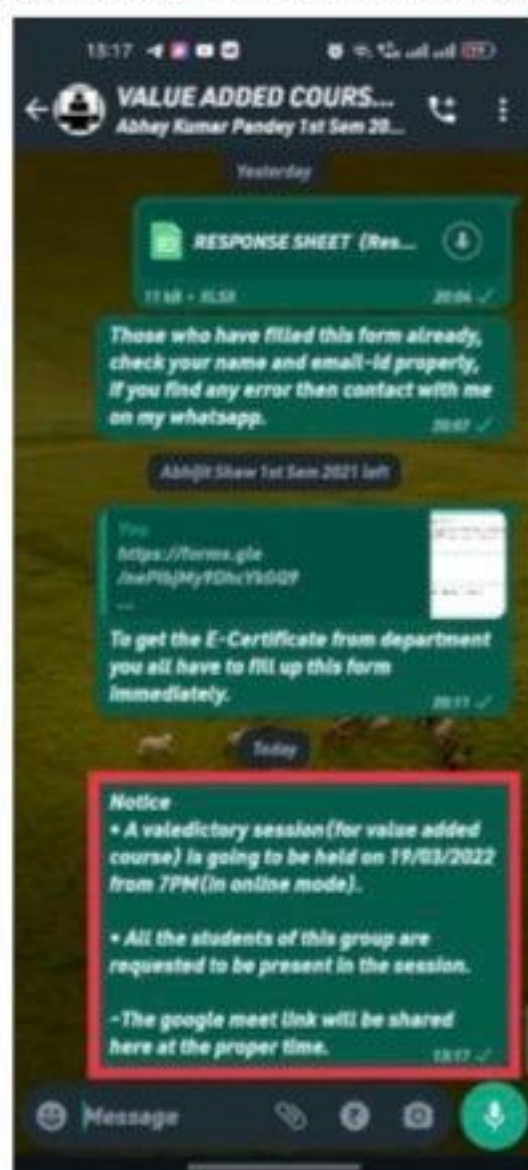 13:17
VALUE ADDED COURS...
Abhay Kumar Pandey 1st Sem 20...
Yesterday
RESPONSE SHEET (Res...
11 kB • XLSX
20:06
Those who have filled this form already,
check your name and email-id properly,
if you find any error then contact with me
on my whatsapp.
20:07
Abhijit Shaw 1st Sem 2021 left
You
https://forms.gle
...
To get the E-Certificate from department
you all have to fill up this form
immediately.
20:11
Today
Notice
• A valedictory session(for value added
course) is going to be held on 19/03/2022
from 7PM(in online mode).
• All the students of this group are
requested to be present in the session.
-The google meet link will be shared
here at the proper time.
13:17
Message